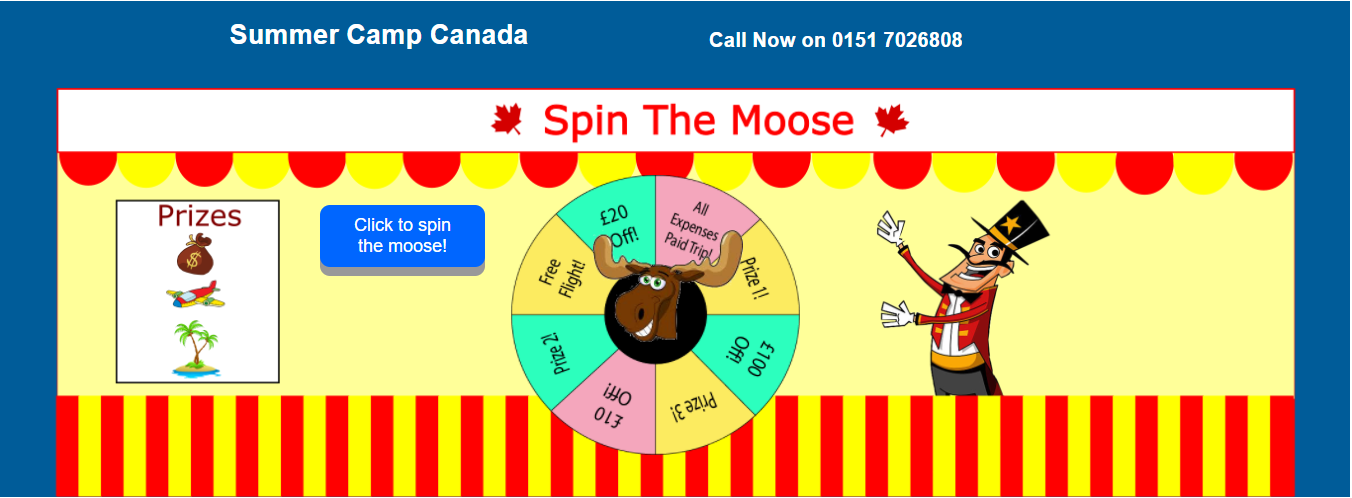 Summer Camp Canada
Call Now on 0151 7026808
Spin The Moose
Prizes
$
Click to spin
the moose!
£20
Off!
All
Expenses
Paid Trip!
Prize 1!
£100
Off!
Prize 3!
£10
Off!
Prize 2!
Free
Flight!